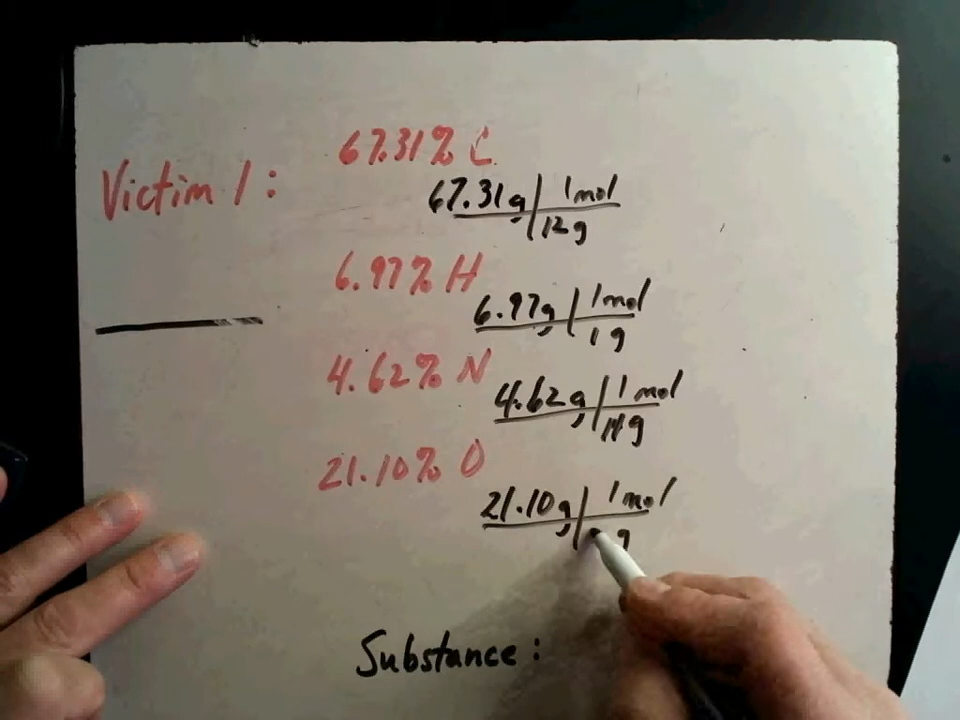 67.31% C
Victim 1:
67.31g 1mol
12g
6.97% H
6.97g 1mol
1g
4.62% N
4.62g 1mol
14g
21.10% O
21.10g 1mol
g
Substance: